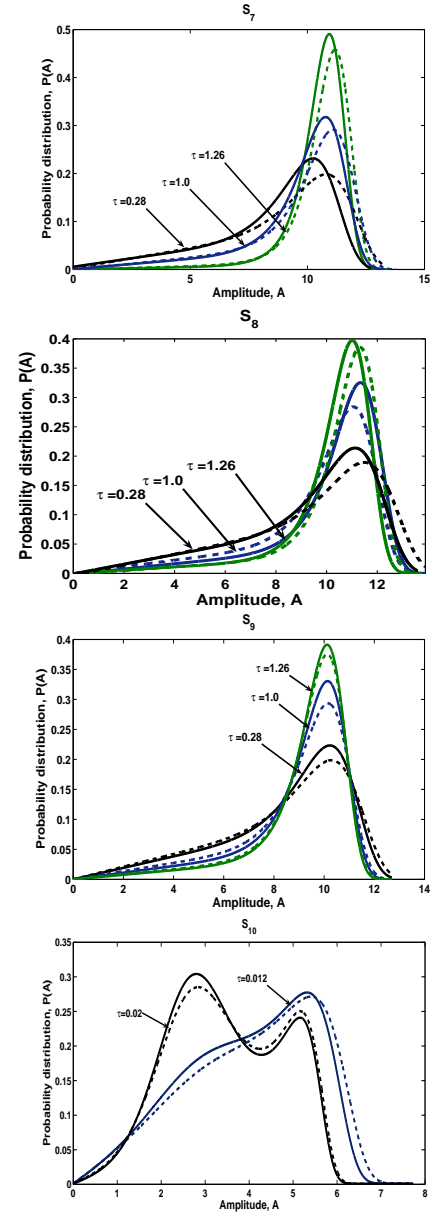 S7
Probability distribution, P(A)
0.5
0.4
0.3
0.2
0.1
0
τ=1.26
τ=1.0
τ=0.28
0 5 10 15
Amplitude, A
S8
Probability distribution, P(A)
0.4
0.35
0.3
0.25
0.2
0.15
0.1
0.05
0
τ=1.26
τ=1.0
τ=0.28
0 2 4 6 8 10 12
Amplitude, A
S9
Probability distribution, P(A)
0.4
0.35
0.3
0.25
0.2
0.15
0.1
0.05
0
τ=1.26
τ=1.0
τ=0.28
0 2 4 6 8 10 12 14
Amplitude, A
S10
Probability distribution, P(A)
0.35
0.3
0.25
0.2
0.15
0.1
0.05
0
τ=0.02
τ=0.012
0 1 2 3 4 5 6 7 8
Amplitude, A